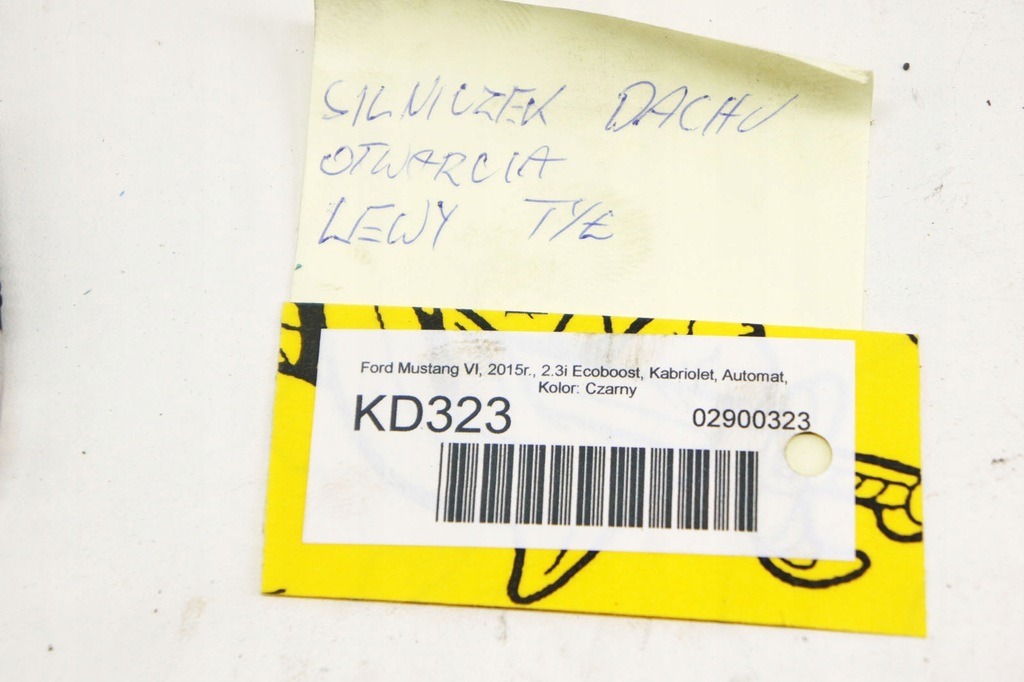 SILNICZEK DACHU
OTWARCIA
LEWY TYŁ
Ford Mustang VI, 2015r., 2.3i Ecoboost, Kabriolet, Automat,
Kolor: Czarny
KD323
02900323